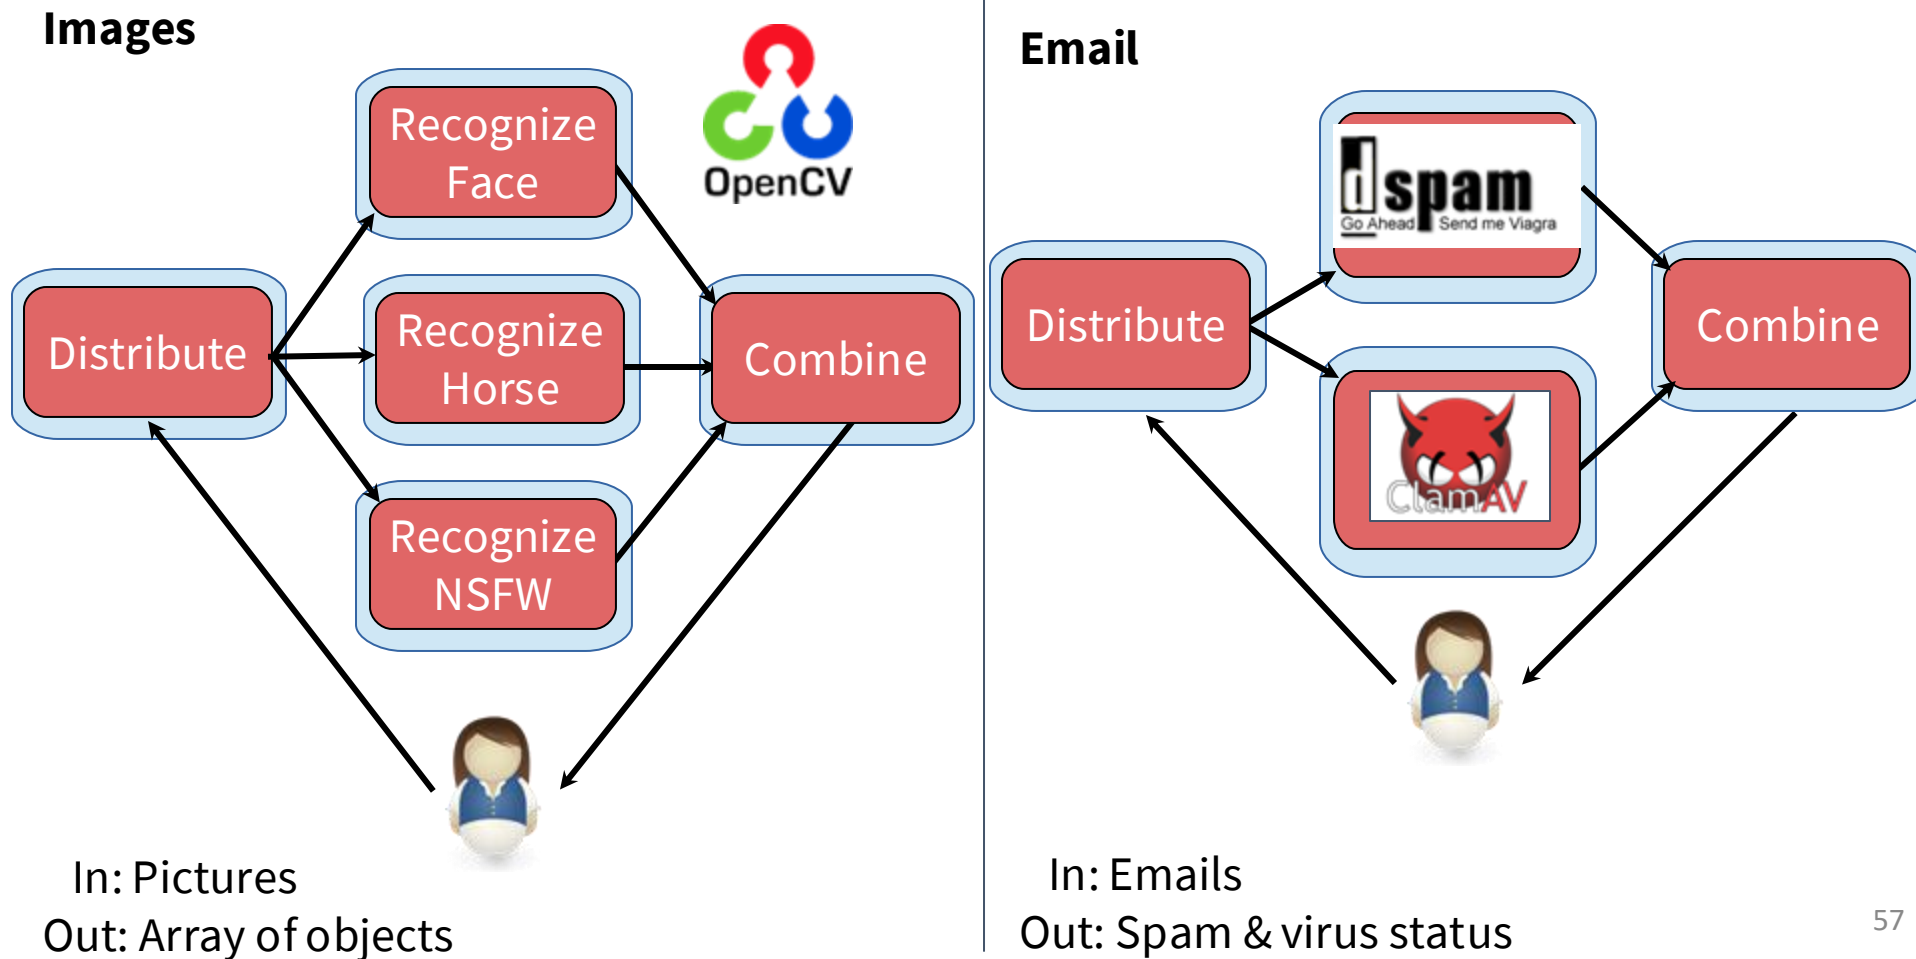 Images
Recognize
Face
OpenCV
Distribute
Recognize
Horse
Combine
Recognize
NSFW
In: Pictures
Out: Array of objects
Email
dspam
Go Ahead Send me Viagra
Distribute
Combine
ClamAV
In: Emails
Out: Spam & virus status
57